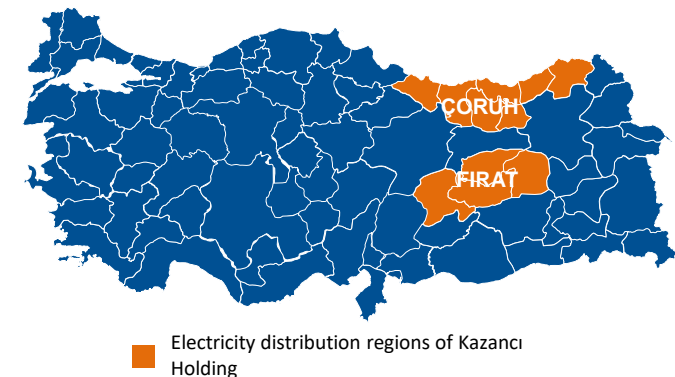 ÇORUH
FIRAT
Electricity distribution regions of Kazancı
Holding